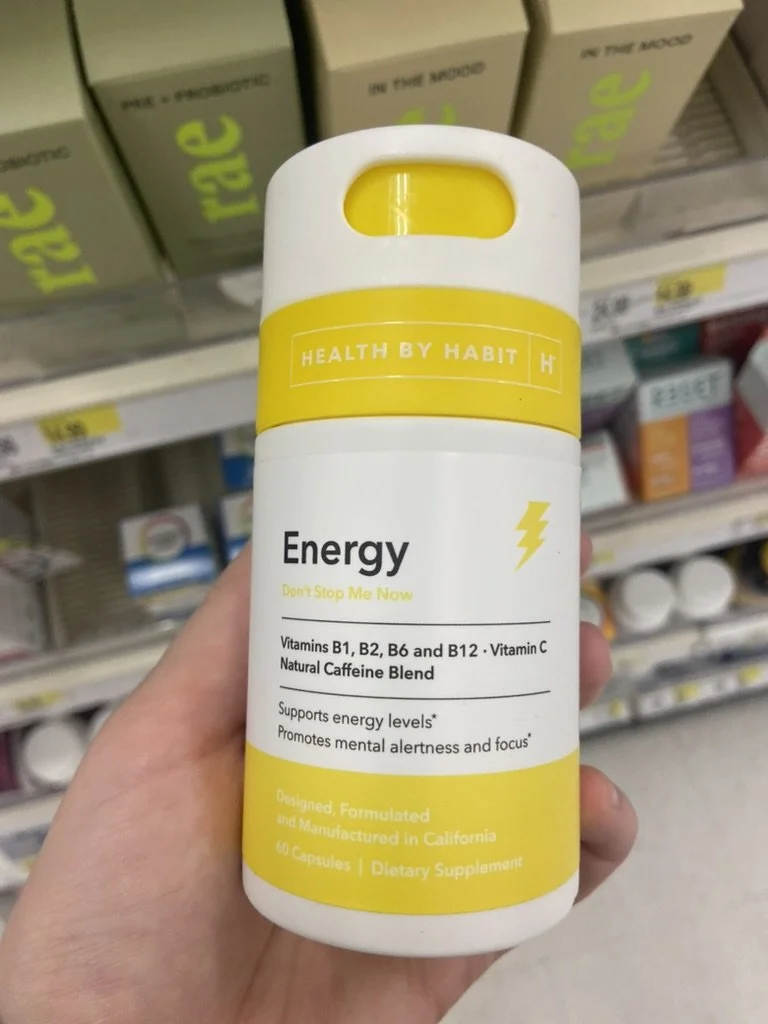 PRE + PROBIOTIC
rae
IN THE MOOD
IN THE MOOD
rae
rae
HEALTH BY HABIT | H
Energy
Don't Stop Me Now
Vitamins B1, B2, B6 and B12 · Vitamin C
Natural Caffeine Blend
Supports energy levels*
Promotes mental alertness and focus*
Designed, Formulated
and Manufactured in California
60 Capsules | Dietary Supplement